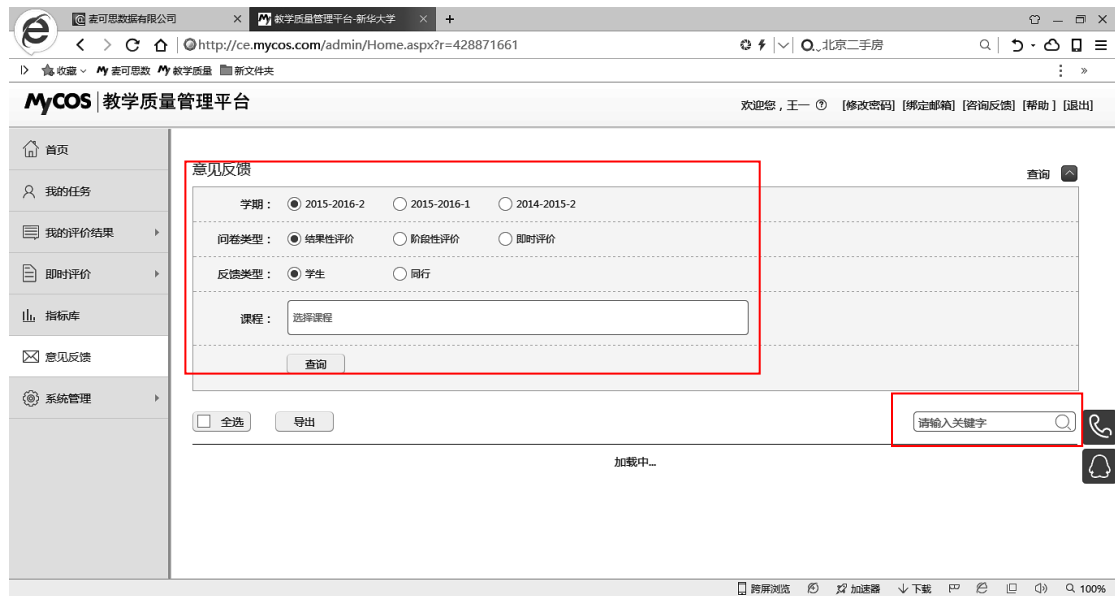 麦可思数据有限公司 × 教学质量管理平台-新华大学 × +
http://ce.mycos.com/admin/Home.aspx?r=428871661 北京二手房
收藏 麦可思数 教学质量 新文件夹 »
MyCOS 教学质量管理平台 欢迎您，王一 [修改密码] [绑定邮箱] [咨询反馈] [帮助 ] [退出]
首页
我的任务
我的评价结果
即时评价
指标库
意见反馈
系统管理
意见反馈 查询
学期： 2015-2016-2 2015-2016-1 2014-2015-2
问卷类型： 结果性评价 阶段性评价 即时评价
反馈类型： 学生 同行
课程： 选择课程
查询
全选 导出 请输入关键字
加载中...
跨屏浏览 加速器 下载 100%